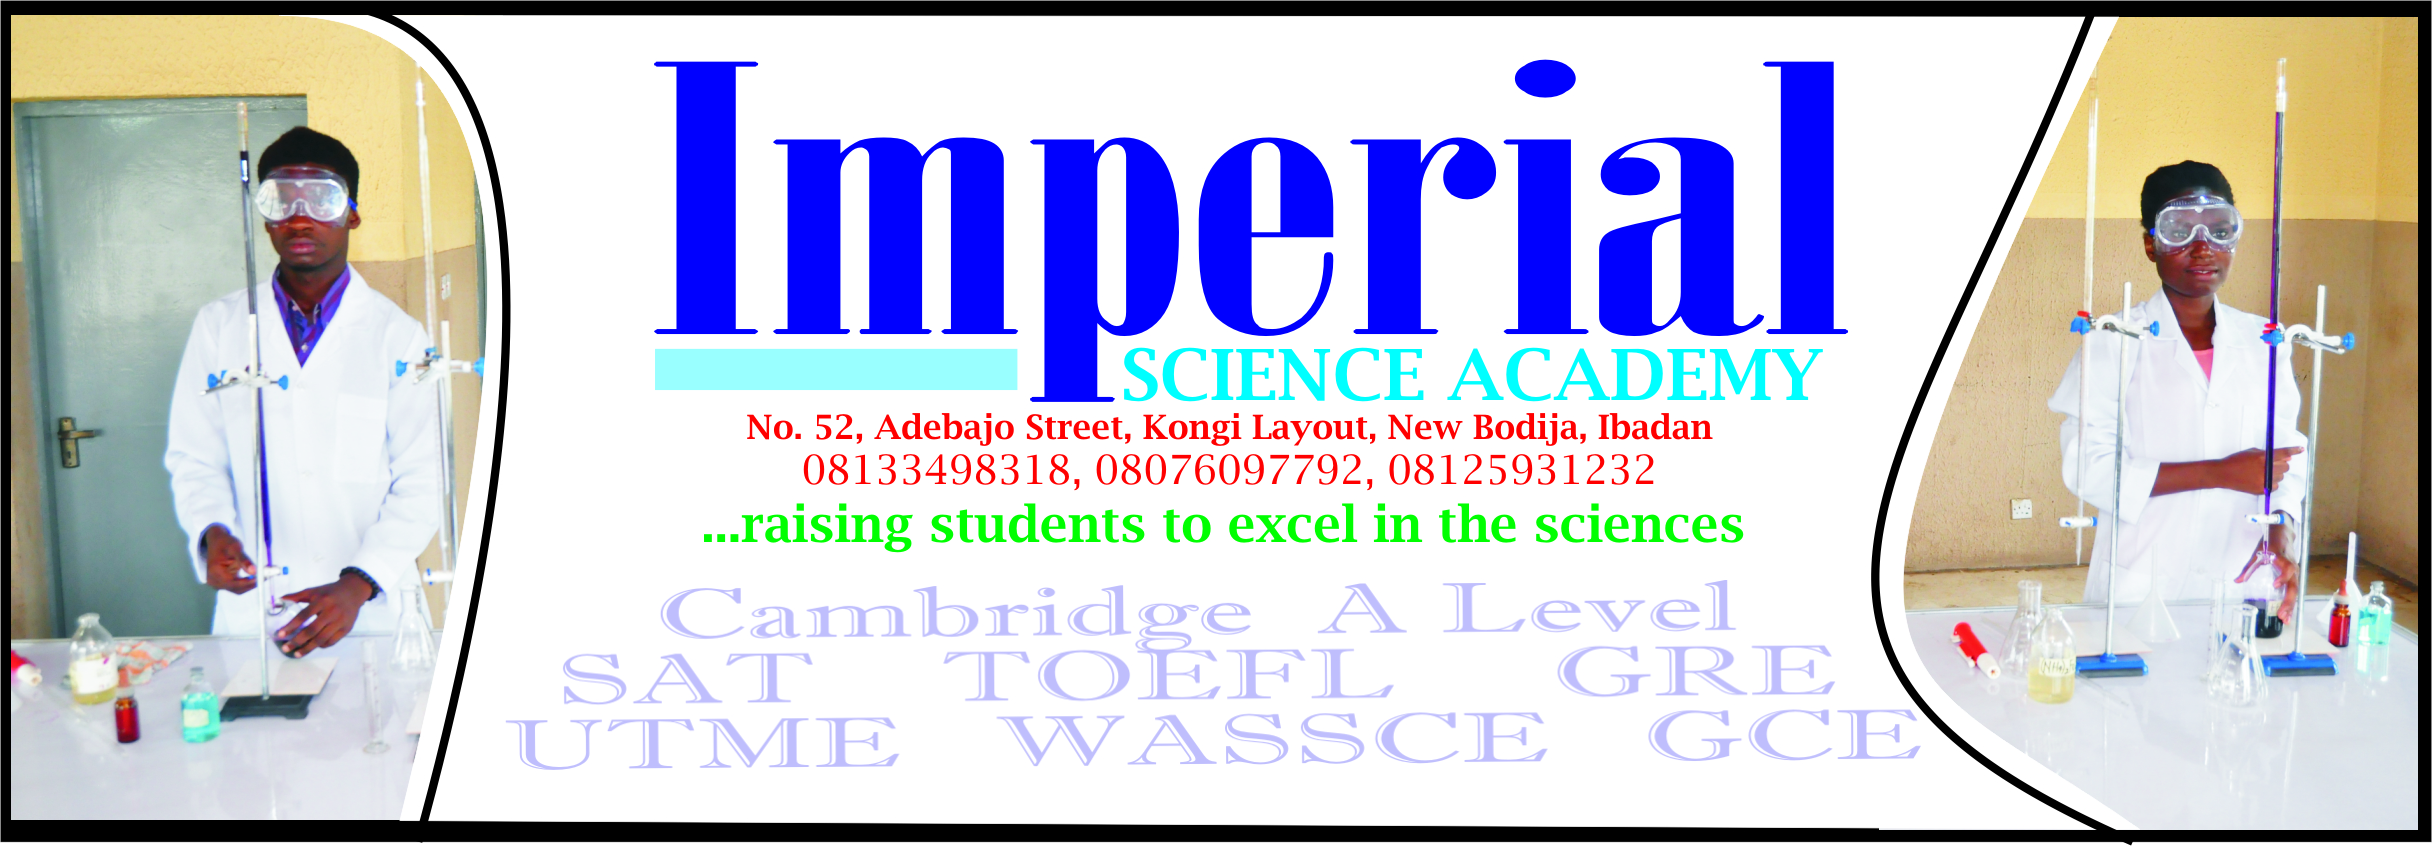 Imperial
SCIENCE ACADEMY
No. 52, Adebajo Street, Kongi Layout, New Bodija, Ibadan
08133498318, 08076097792, 08125931232
...raising students to excel in the sciences
Cambridge A Level
SAT TOEFL GRE
UTME WASSCE GCE